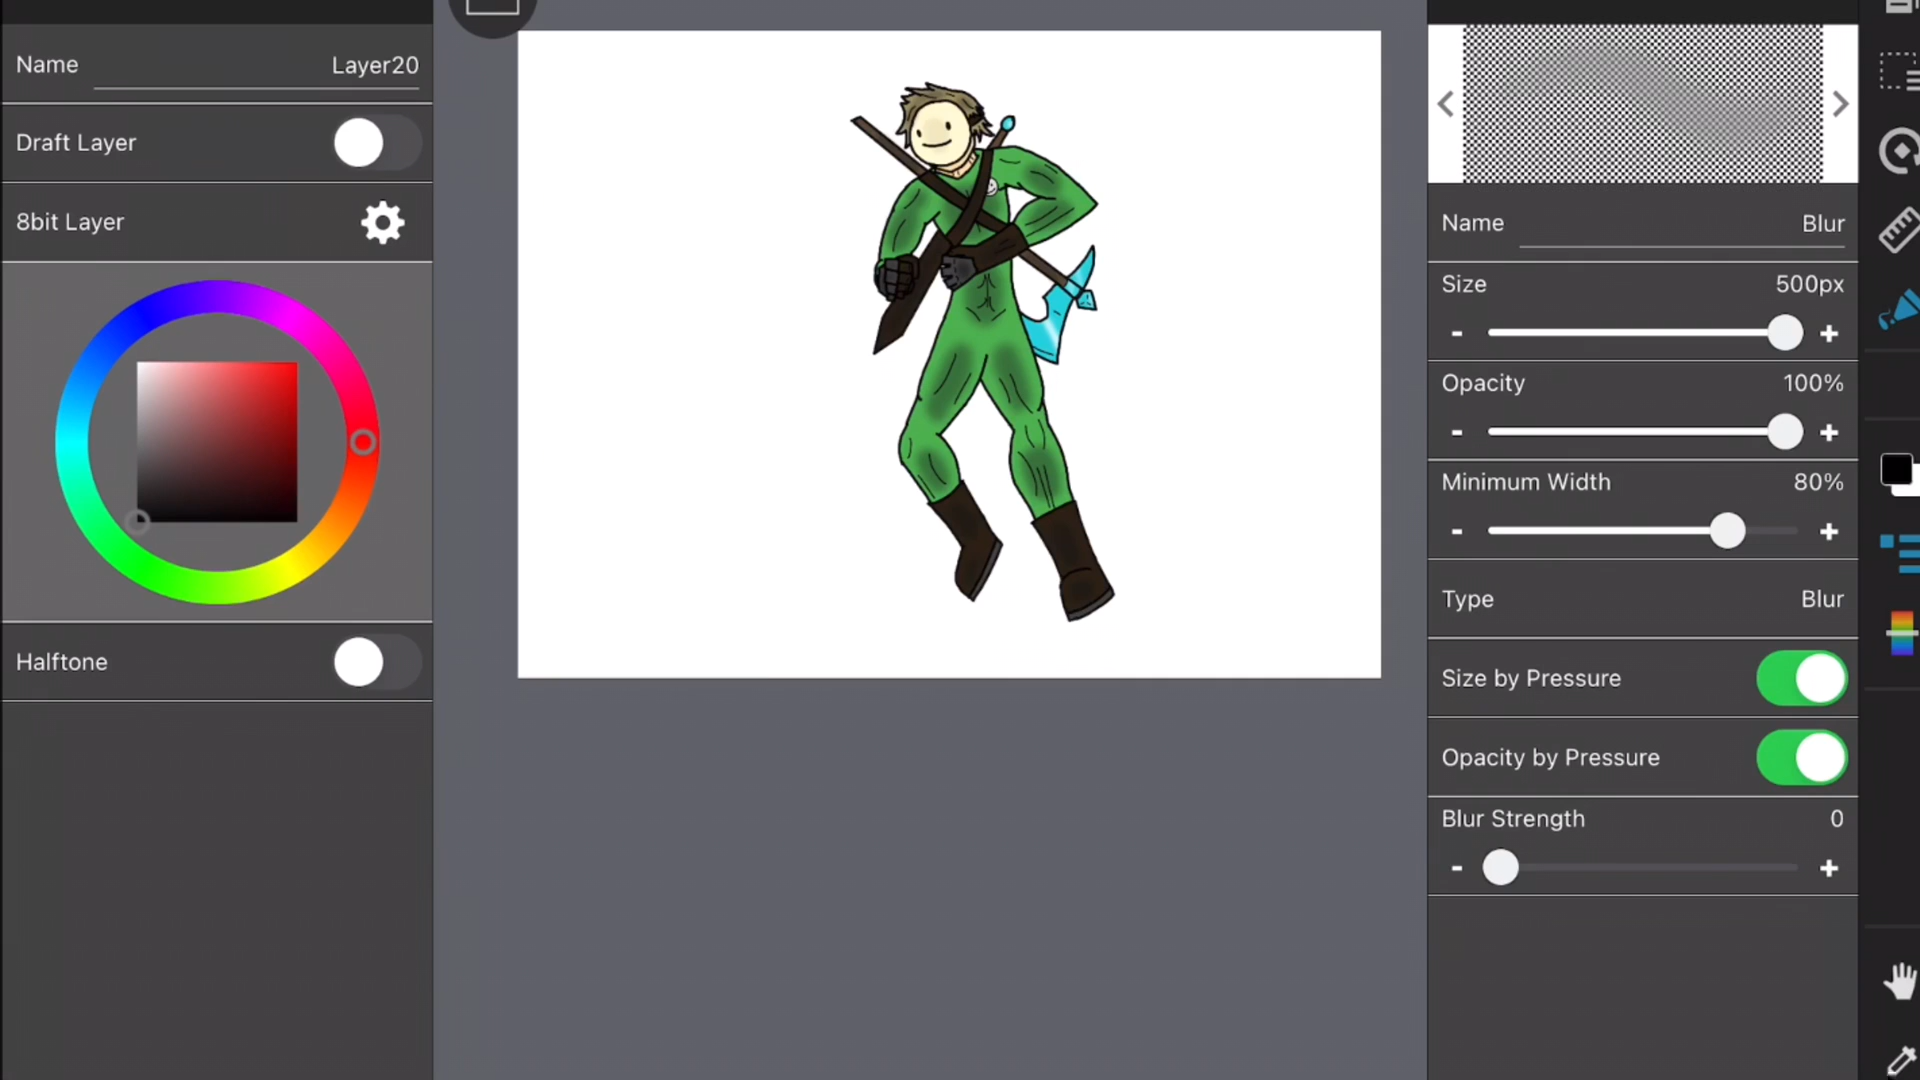 Name Layer20
Draft Layer
8bit Layer
Halftone
Name Blur
Size 500px
- +
Opacity 100%
- +
Minimum Width 80%
- +
Type Blur
Size by Pressure
Opacity by Pressure
Blur Strength 0
- +